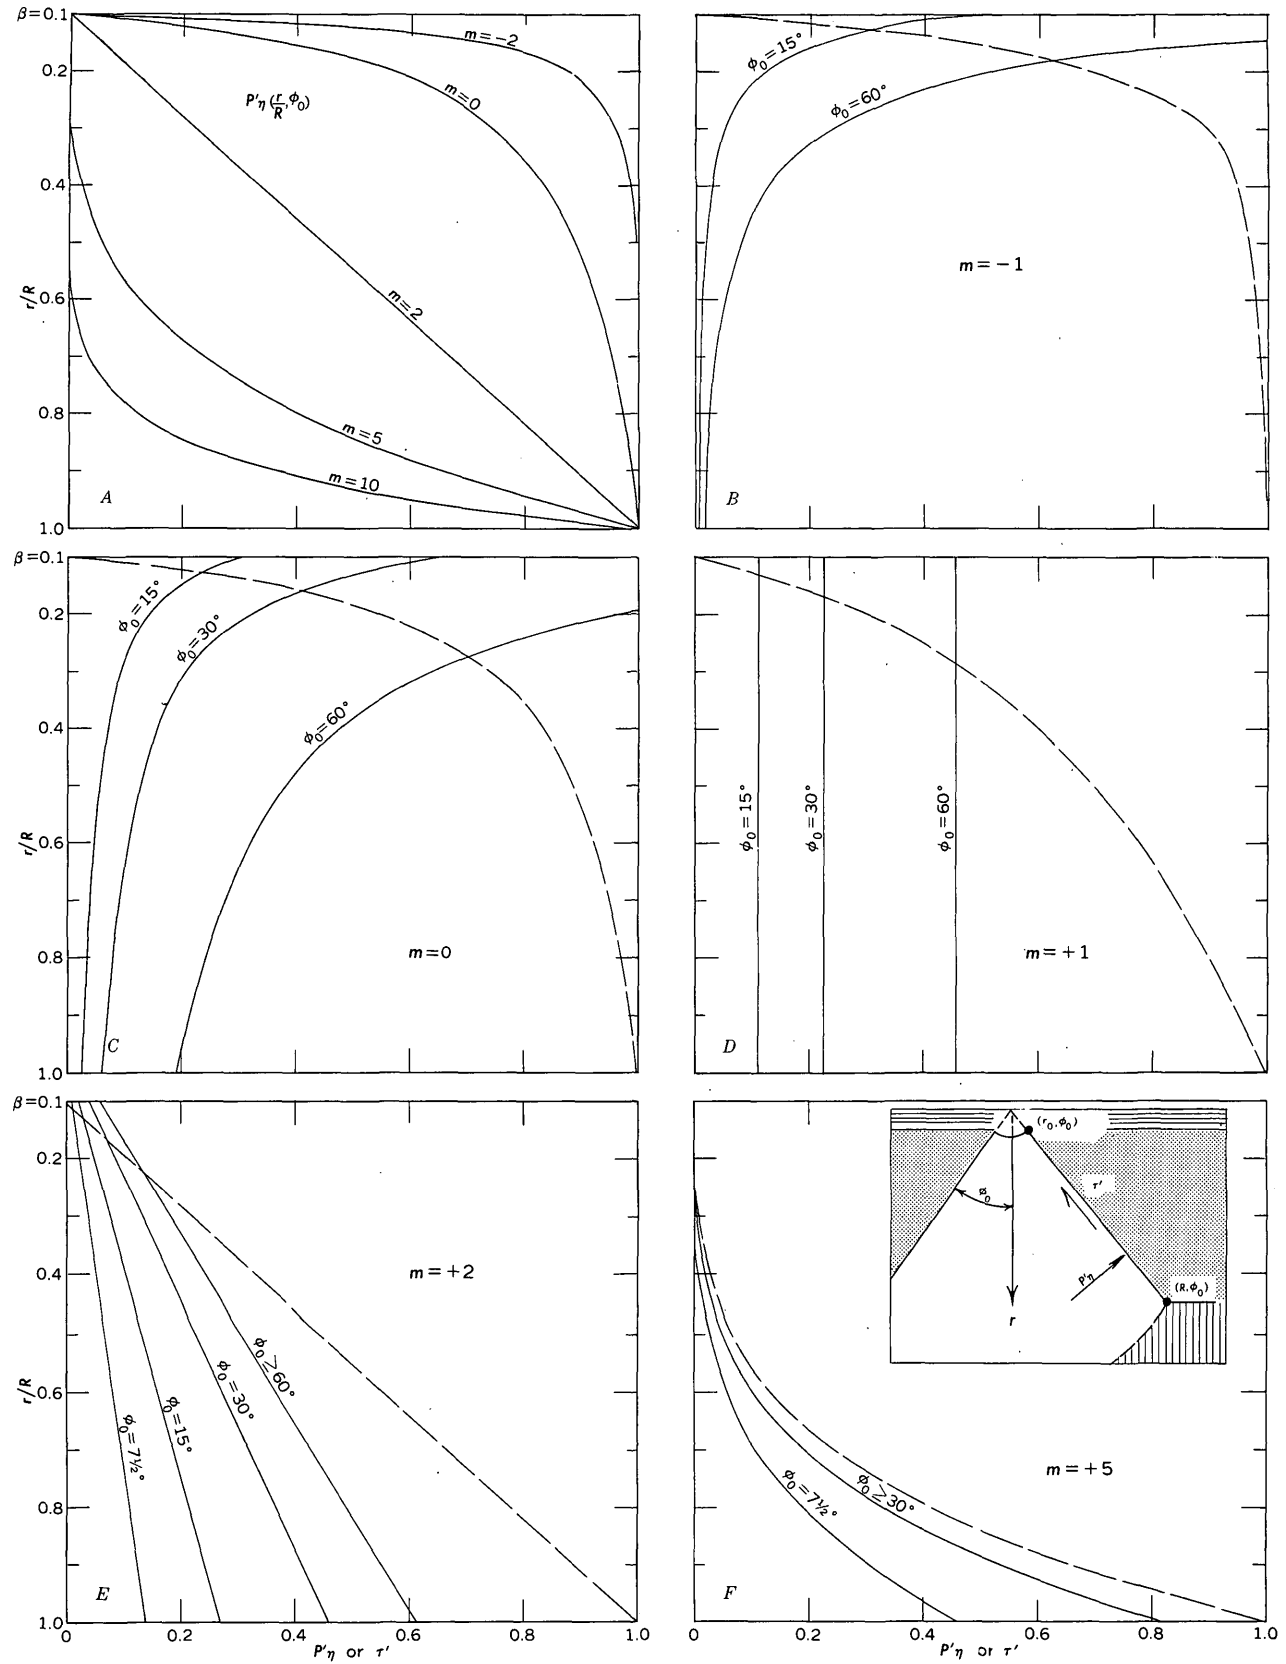 β=0.1
0.2
0.4
r/R
0.6
0.8
1.0
P'η (r/R, ϕ₀)
m=−2
m=0
m=2
m=5
m=10
A
ϕ₀=15°
ϕ₀=60°
m=−1
B
β=0.1
0.2
0.4
r/R
0.6
0.8
1.0
ϕ₀=15°
ϕ₀=30°
ϕ₀=60°
m=0
C
ϕ₀=15°
ϕ₀=30°
ϕ₀=60°
m=+1
D
β=0.1
0.2
0.4
r/R
0.6
0.8
1.0
ϕ₀=7½°
ϕ₀=15°
ϕ₀=30°
ϕ₀≥60°
m=+2
E
0 0.2 0.4 0.6 0.8 1.0
P'η or τ'
(r₀,ϕ₀)
ϕ₀
τ'
P'η
(R,ϕ₀)
r
ϕ₀=7½°
ϕ₀≥30°
m=+5
F
0 0.2 0.4 0.6 0.8 1.0
P'η or τ'